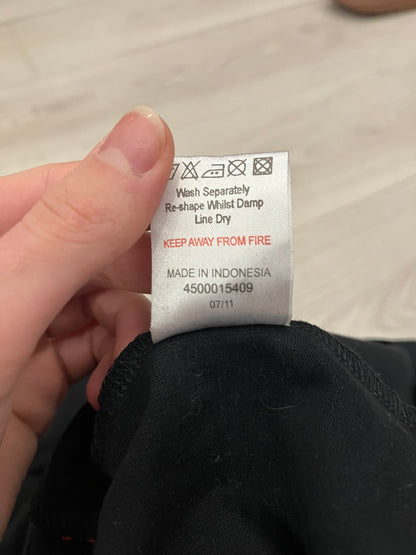 Wash Separately
Re-shape Whilst Damp
Line Dry
KEEP AWAY FROM FIRE
MADE IN INDONESIA
4500015409
07/11